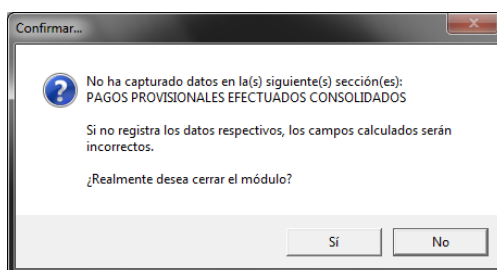 Confirmar...
No ha capturado datos en la(s) siguiente(s) sección(es):
PAGOS PROVISIONALES EFECTUADOS CONSOLIDADOS
Si no registra los datos respectivos, los campos calculados serán
incorrectos.
¿Realmente desea cerrar el módulo?
Sí
No